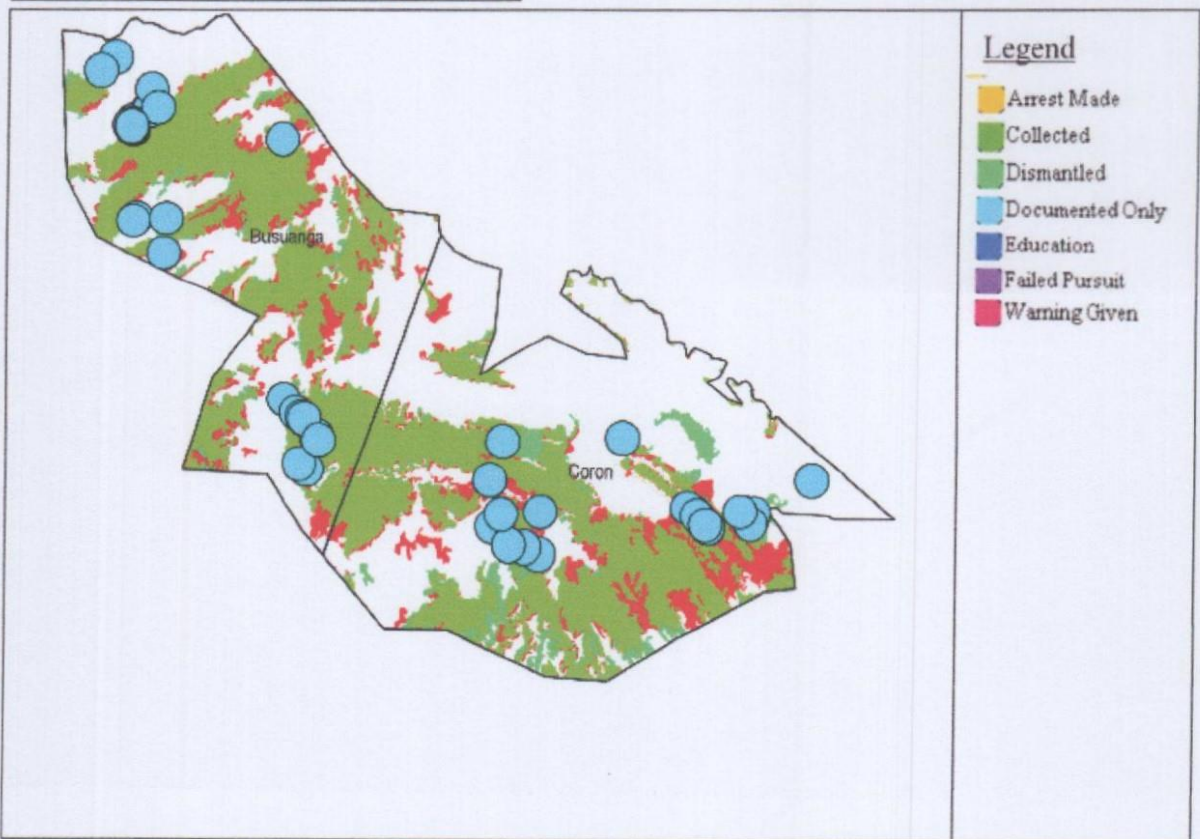 Legend
Arrest Made
Collected
Dismantled
Documented Only
Education
Failed Pursuit
Warning Given
Busuanga
Coron